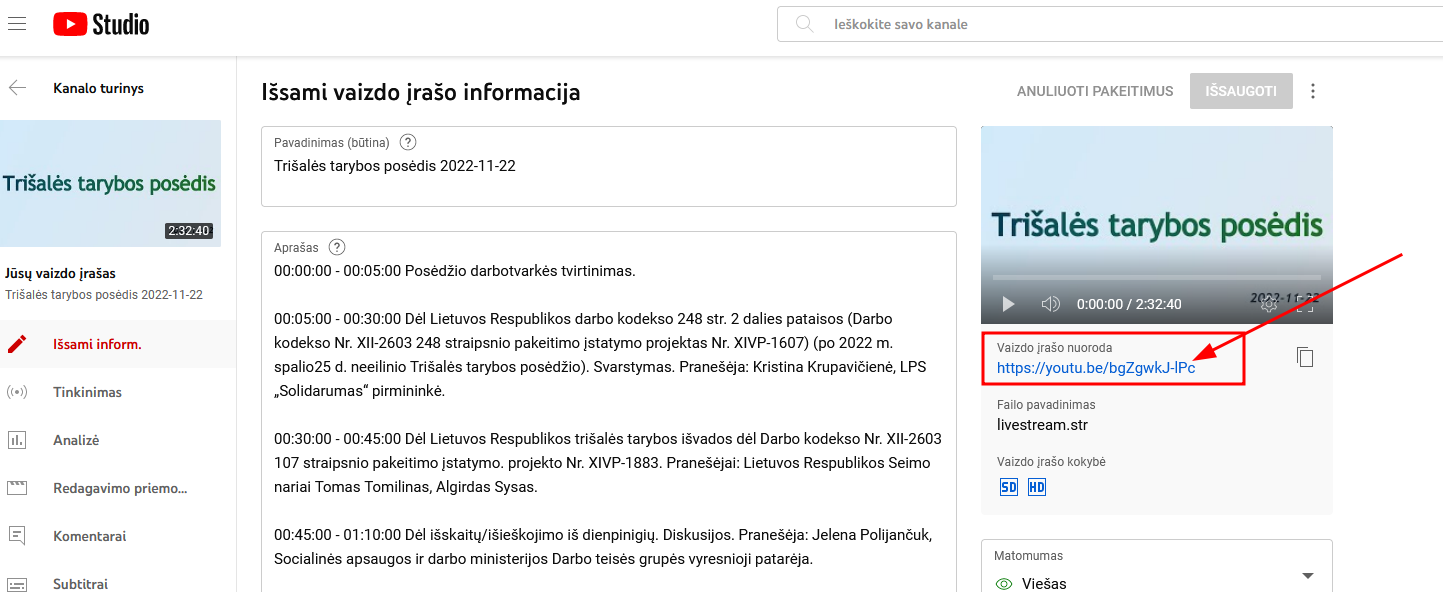 Studio
Ieškokite savo kanale
Kanalo turinys
Trišalės tarybos posėdis
2:32:40
Jūsų vaizdo įrašas
Trišalės tarybos posėdis 2022-11-22
Išsami inform.
Tinkinimas
Analizė
Redagavimo priemo...
Komentarai
Subtitrai
Išsami vaizdo įrašo informacija
ANULIUOTI PAKEITIMUS
IŠSAUGOTI
Pavadinimas (būtina) ?
Trišalės tarybos posėdis 2022-11-22
Aprašas ?
00:00:00 - 00:05:00 Posėdžio darbotvarkės tvirtinimas.
00:05:00 - 00:30:00 Dėl Lietuvos Respublikos darbo kodekso 248 str. 2 dalies pataisos (Darbo
kodekso Nr. XII-2603 248 straipsnio pakeitimo įstatymo projektas Nr. XIVP-1607) (po 2022 m.
spalio25 d. neeilinio Trišalės tarybos posėdžio). Svarstymas. Pranešėja: Kristina Krupavičienė, LPS
„Solidarumas“ pirmininkė.
00:30:00 - 00:45:00 Dėl Lietuvos Respublikos trišalės tarybos išvados dėl Darbo kodekso Nr. XII-2603
107 straipsnio pakeitimo įstatymo. projekto Nr. XIVP-1883. Pranešėjai: Lietuvos Respublikos Seimo
nariai Tomas Tomilinas, Algirdas Sysas.
00:45:00 - 01:10:00 Dėl išskaitų/išieškojimo iš dienpinigių. Diskusijos. Pranešėja: Jelena Polijančuk,
Socialinės apsaugos ir darbo ministerijos Darbo teisės grupės vyresnioji patarėja.
Trišalės tarybos posėdis
2022-11-22
0:00:00 / 2:32:40
Vaizdo įrašo nuoroda
https://youtu.be/bgZgwkJ-lPc
Failo pavadinimas
livestream.str
Vaizdo įrašo kokybė
SD HD
Matomumas
Viešas